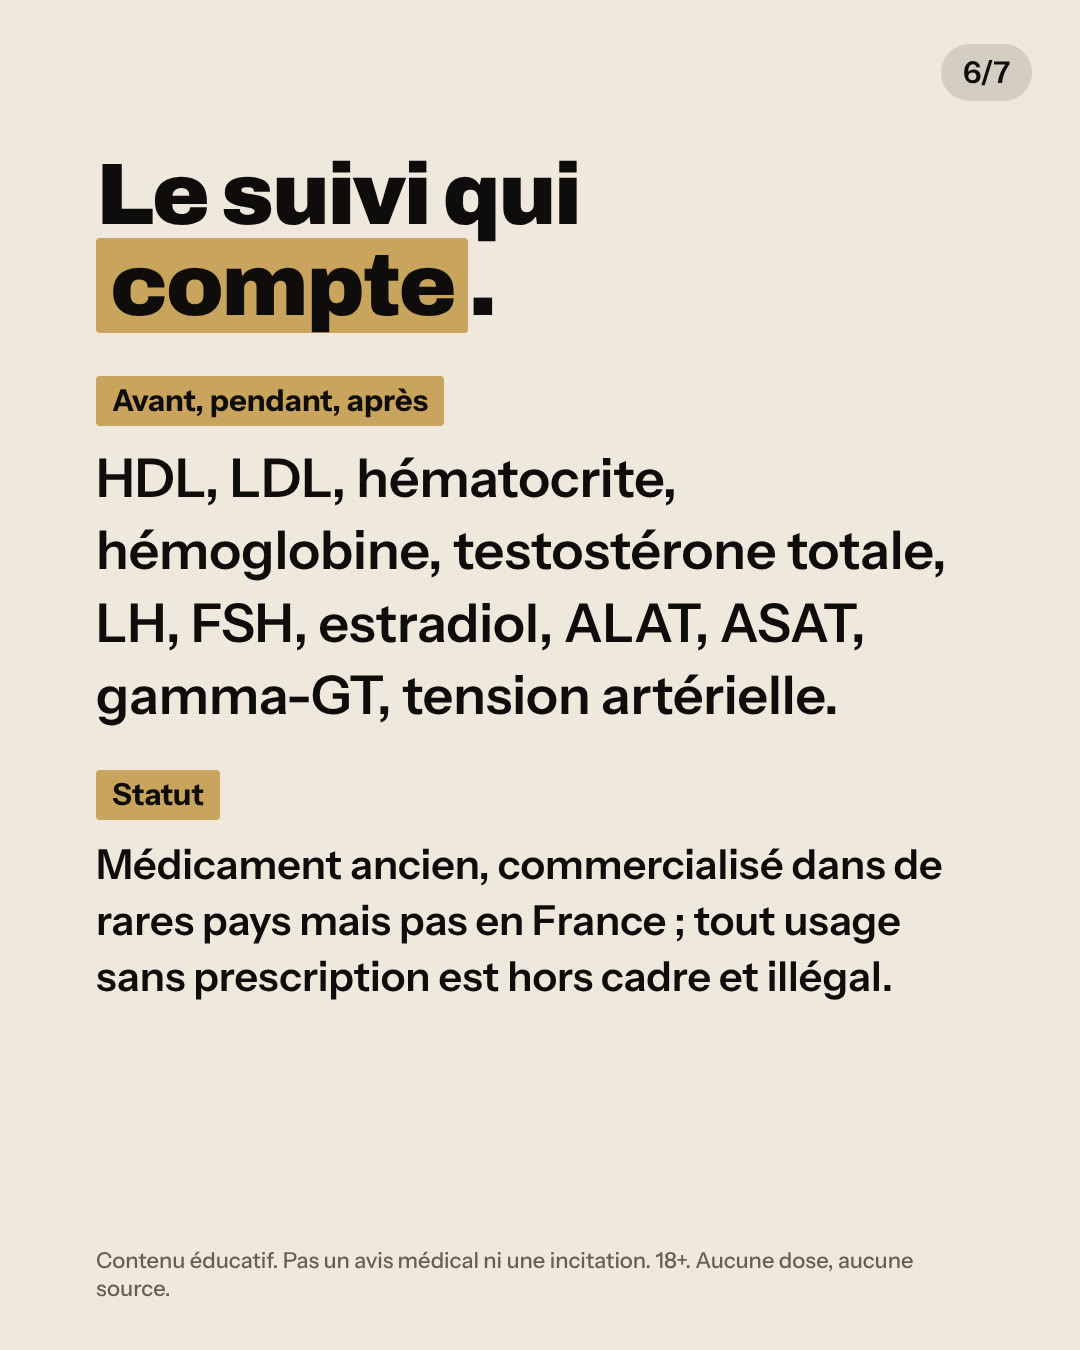 6/7
Le suivi qui
compte.
Avant, pendant, après
HDL, LDL, hématocrite,
hémoglobine, testostérone totale,
LH, FSH, estradiol, ALAT, ASAT,
gamma-GT, tension artérielle.
Statut
Médicament ancien, commercialisé dans de
rares pays mais pas en France ; tout usage
sans prescription est hors cadre et illégal.
Contenu éducatif. Pas un avis médical ni une incitation. 18+. Aucune dose, aucune
source.